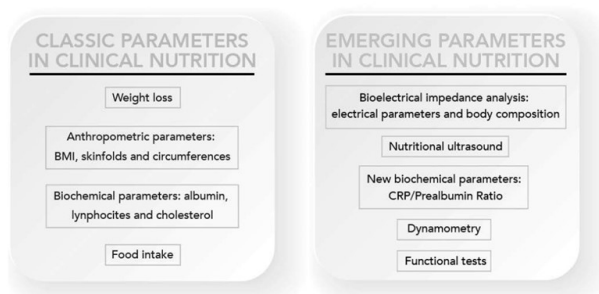 CLASSIC PARAMETERS
IN CLINICAL NUTRITION
Weight loss
Anthropometric parameters:
BMI, skinfolds and circumferences
Biochemical parameters: albumin,
lynphocites and cholesterol
Food intake
EMERGING PARAMETERS
IN CLINICAL NUTRITION
Bioelectrical impedance analysis:
electrical parameters and body composition
Nutritional ultrasound
New biochemical parameters:
CRP/Prealbumin Ratio
Dynamometry
Functional tests